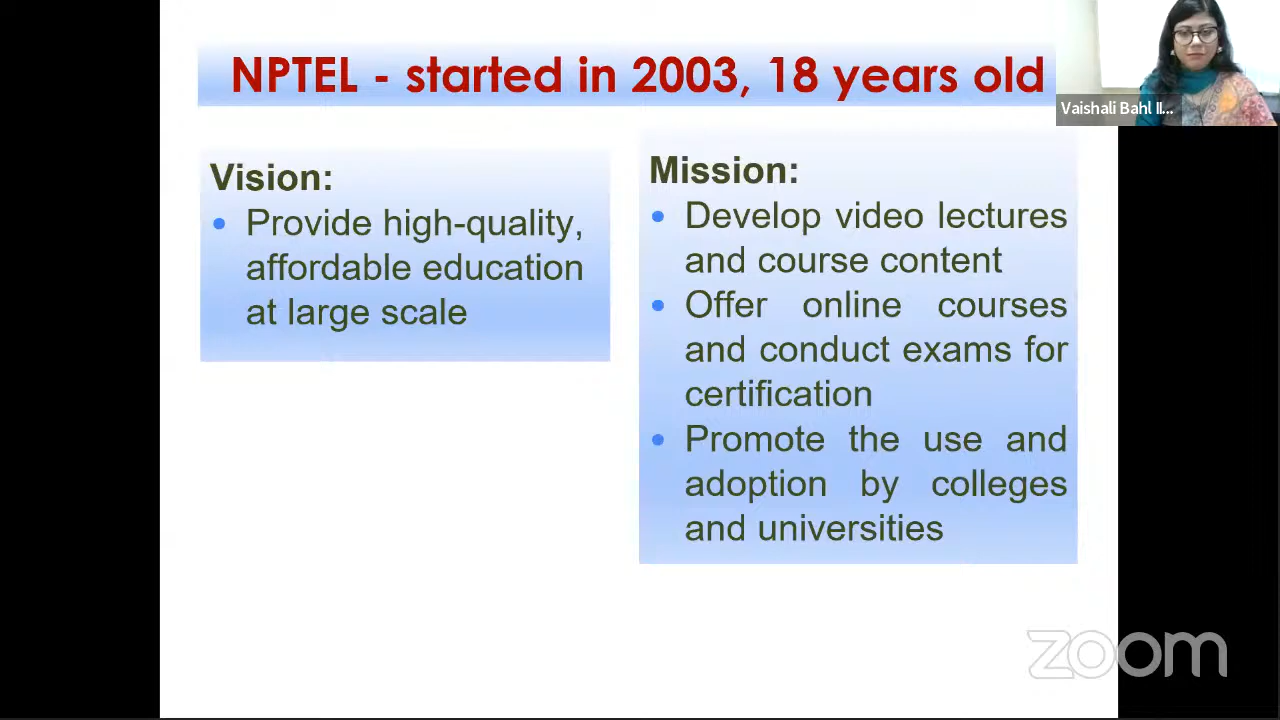 NPTEL - started in 2003, 18 years old
Vaishali Bahl II...
Vision:
• Provide high-quality,
affordable education
at large scale
Mission:
• Develop video lectures
and course content
• Offer online courses
and conduct exams for
certification
• Promote the use and
adoption by colleges
and universities
zoom